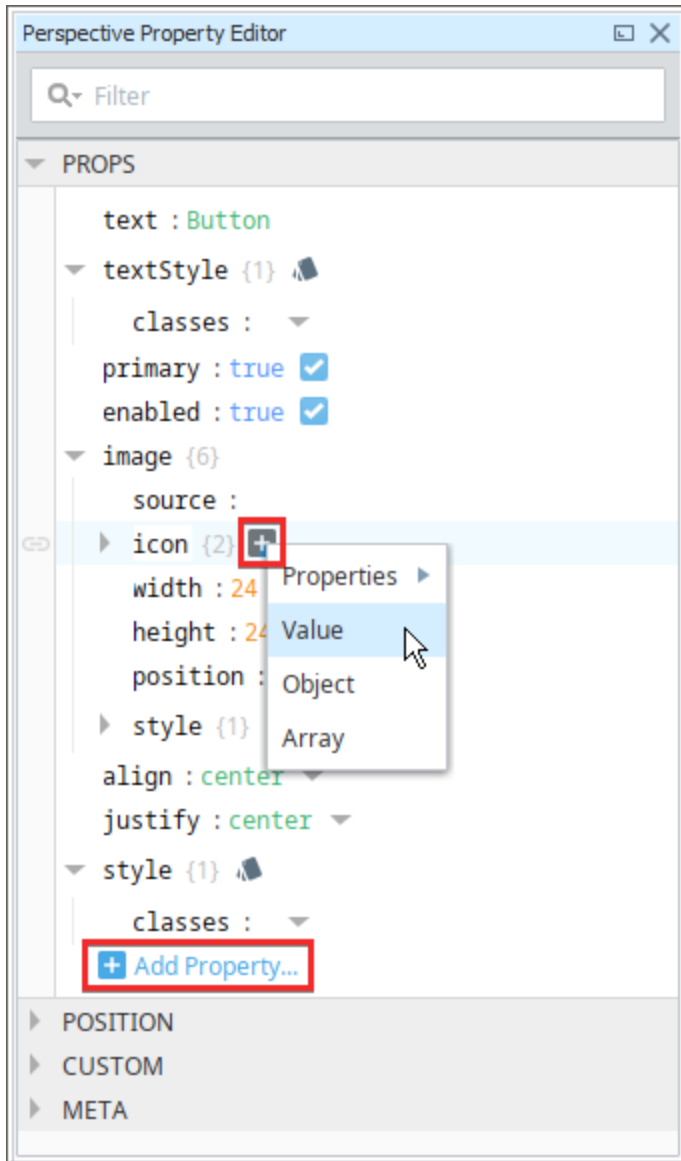 Perspective Property Editor
Filter
PROPS
text : Button
textStyle {1}
classes :
primary : true
enabled : true
image {6}
source :
icon {2}
Properties
width : 24
Value
height : 24
position :
Object
style {1}
Array
align : center
justify : center
style {1}
classes :
Add Property...
POSITION
CUSTOM
META